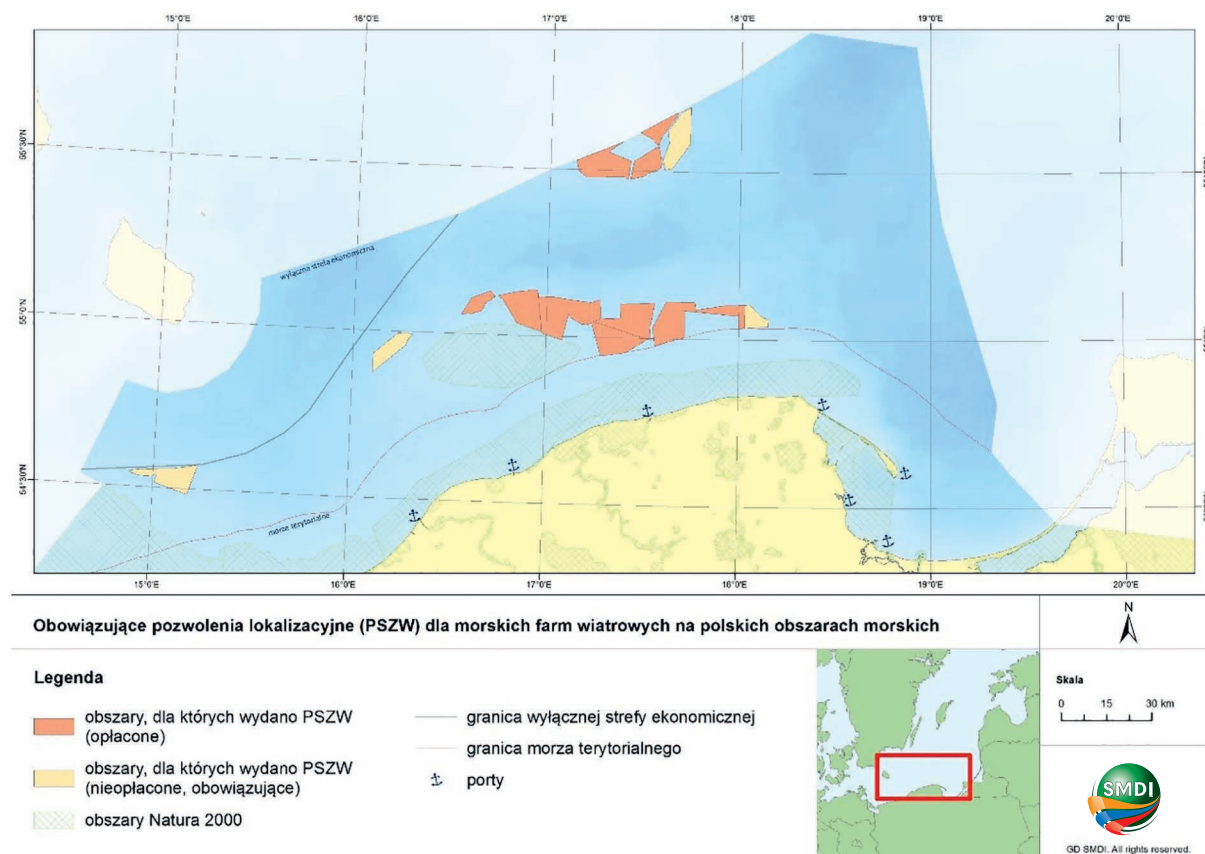 15°0'E 16°0'E 17°0'E 18°0'E 19°0'E 20°0'E
55°0'N
54°30'N
wyłączna strefa ekonomiczna
morze terytorialne
15°0'E 16°0'E 17°0'E 18°0'E 19°0'E 20°0'E
Obowiązujące pozwolenia lokalizacyjne (PSZW) dla morskich farm wiatrowych na polskich obszarach morskich
Legenda
obszary, dla których wydano PSZW
(opłacone)
obszary, dla których wydano PSZW
(nieopłacone, obowiązujące)
obszary Natura 2000
granica wyłącznej strefy ekonomicznej
granica morza terytorialnego
porty
N
Skala
0 15 30 km
SMDI
GD SMDI. All rights reserved.